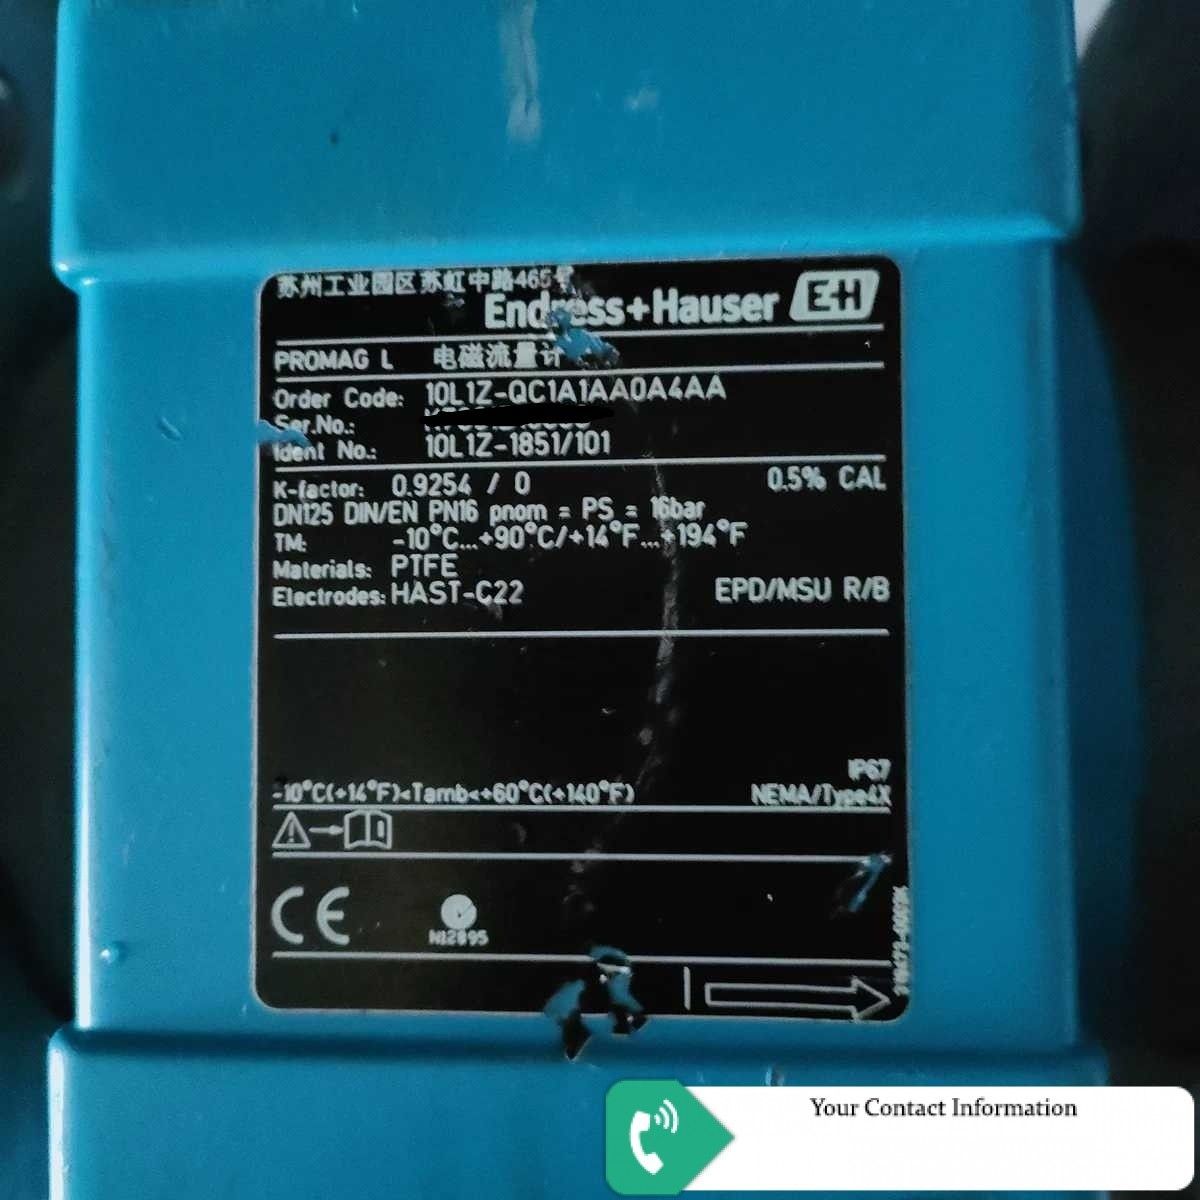 苏州工业园区苏虹中路465号
Endress+Hauser EH
PROMAG L 电磁流量计
Order Code: 10L1Z-QC1A1AA0A4AA
Ser.No.:
Ident No.: 10L1Z-1851/101
K-factor: 0.9254 / 0 0.5% CAL
DN125 DIN/EN PN16 pnom = PS = 16bar
TM: -10°C...+90°C/+14°F...+194°F
Materials: PTFE
Electrodes: HAST-C22 EPD/MSU R/B
IP67
-10°C(+14°F)<Tamb<+60°C(+140°F) NEMA/Type4X
CE
N12895
Your Contact Information